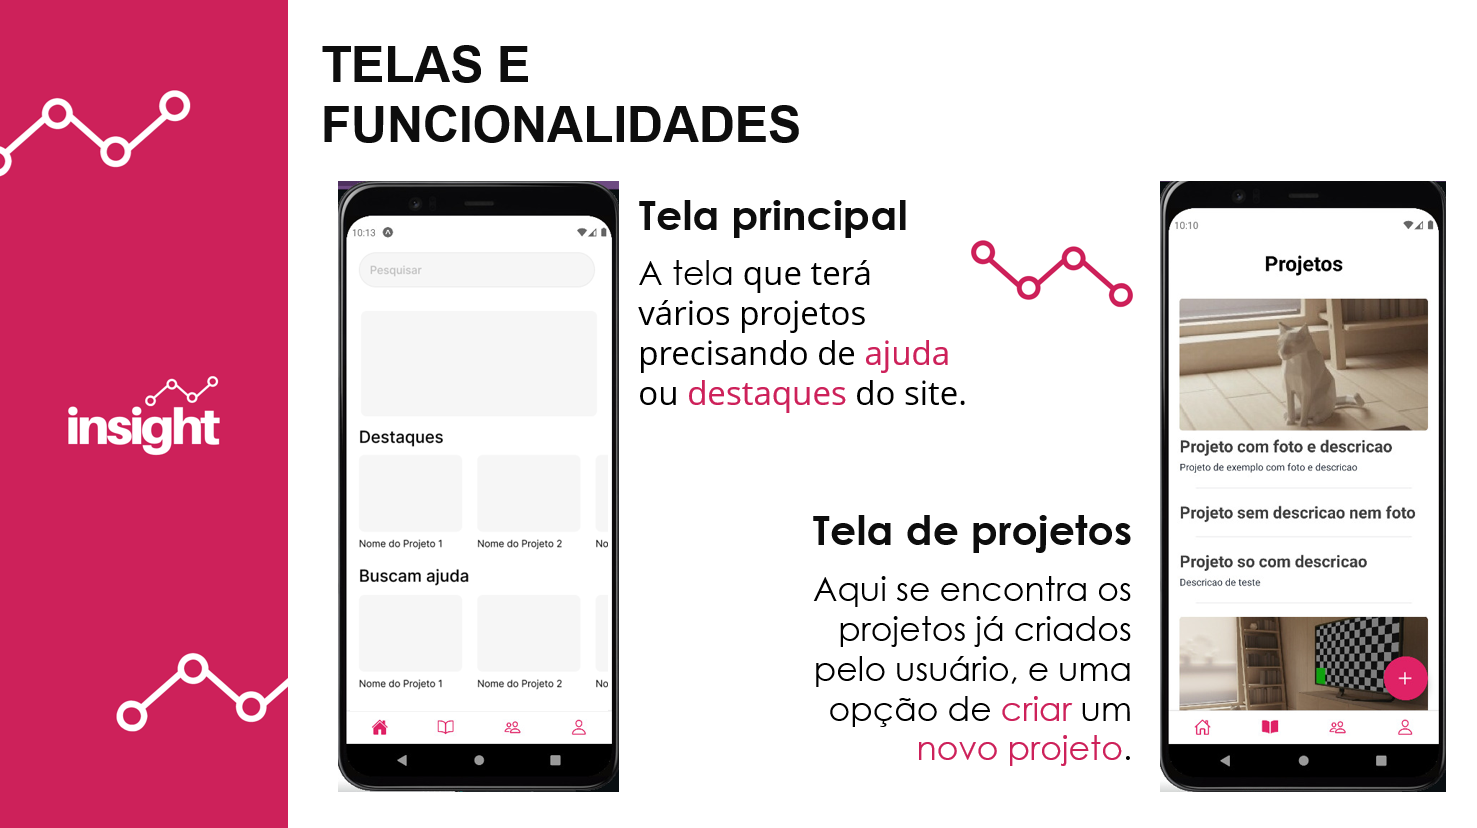 TELAS E
FUNCIONALIDADES
insight
10:13
Pesquisar
Destaques
Nome do Projeto 1
Nome do Projeto 2
No
Buscam ajuda
Nome do Projeto 1
Nome do Projeto 2
No
Tela principal
A tela que terá
vários projetos
precisando de ajuda
ou destaques do site.
Tela de projetos
Aqui se encontra os
projetos já criados
pelo usuário, e uma
opção de criar um
novo projeto.
10:10
Projetos
Projeto com foto e descricao
Projeto de exemplo com foto e descricao
Projeto sem descricao nem foto
Projeto so com descricao
Descricao de teste